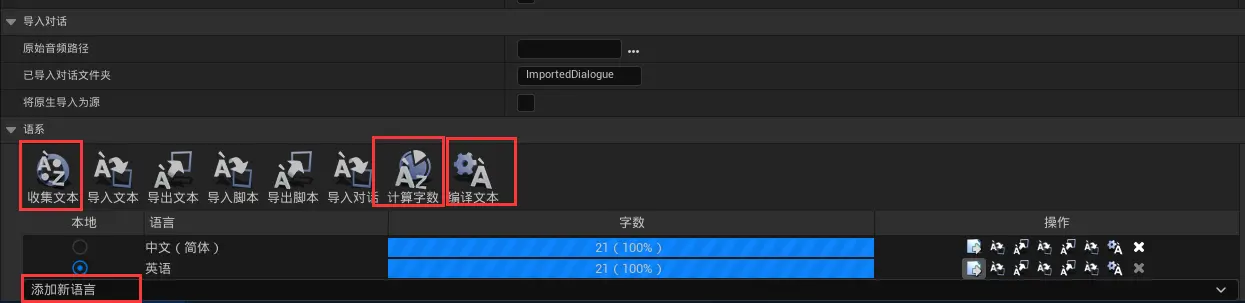 导入对话
原始音频路径
...
已导入对话文件夹 ImportedDialogue
将原生导入为源
语系
收集文本 导入文本 导出文本 导入脚本 导出脚本 导入对话 计算字数 编译文本
本地 语言 字数 操作
中文（简体） 21（100%）
英语 21（100%）
添加新语言